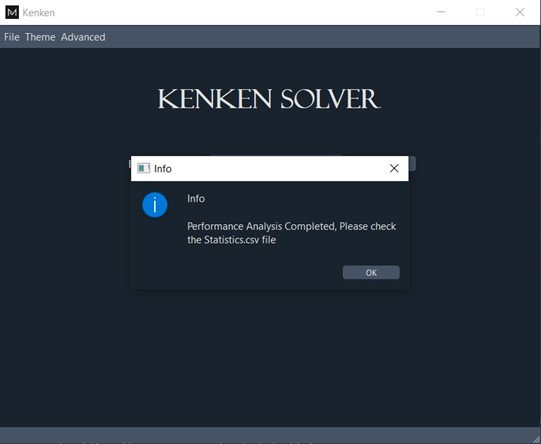 Kenken
File Theme Advanced
KENKEN SOLVER
Info
Info
Performance Analysis Completed, Please check
the Statistics.csv file
OK